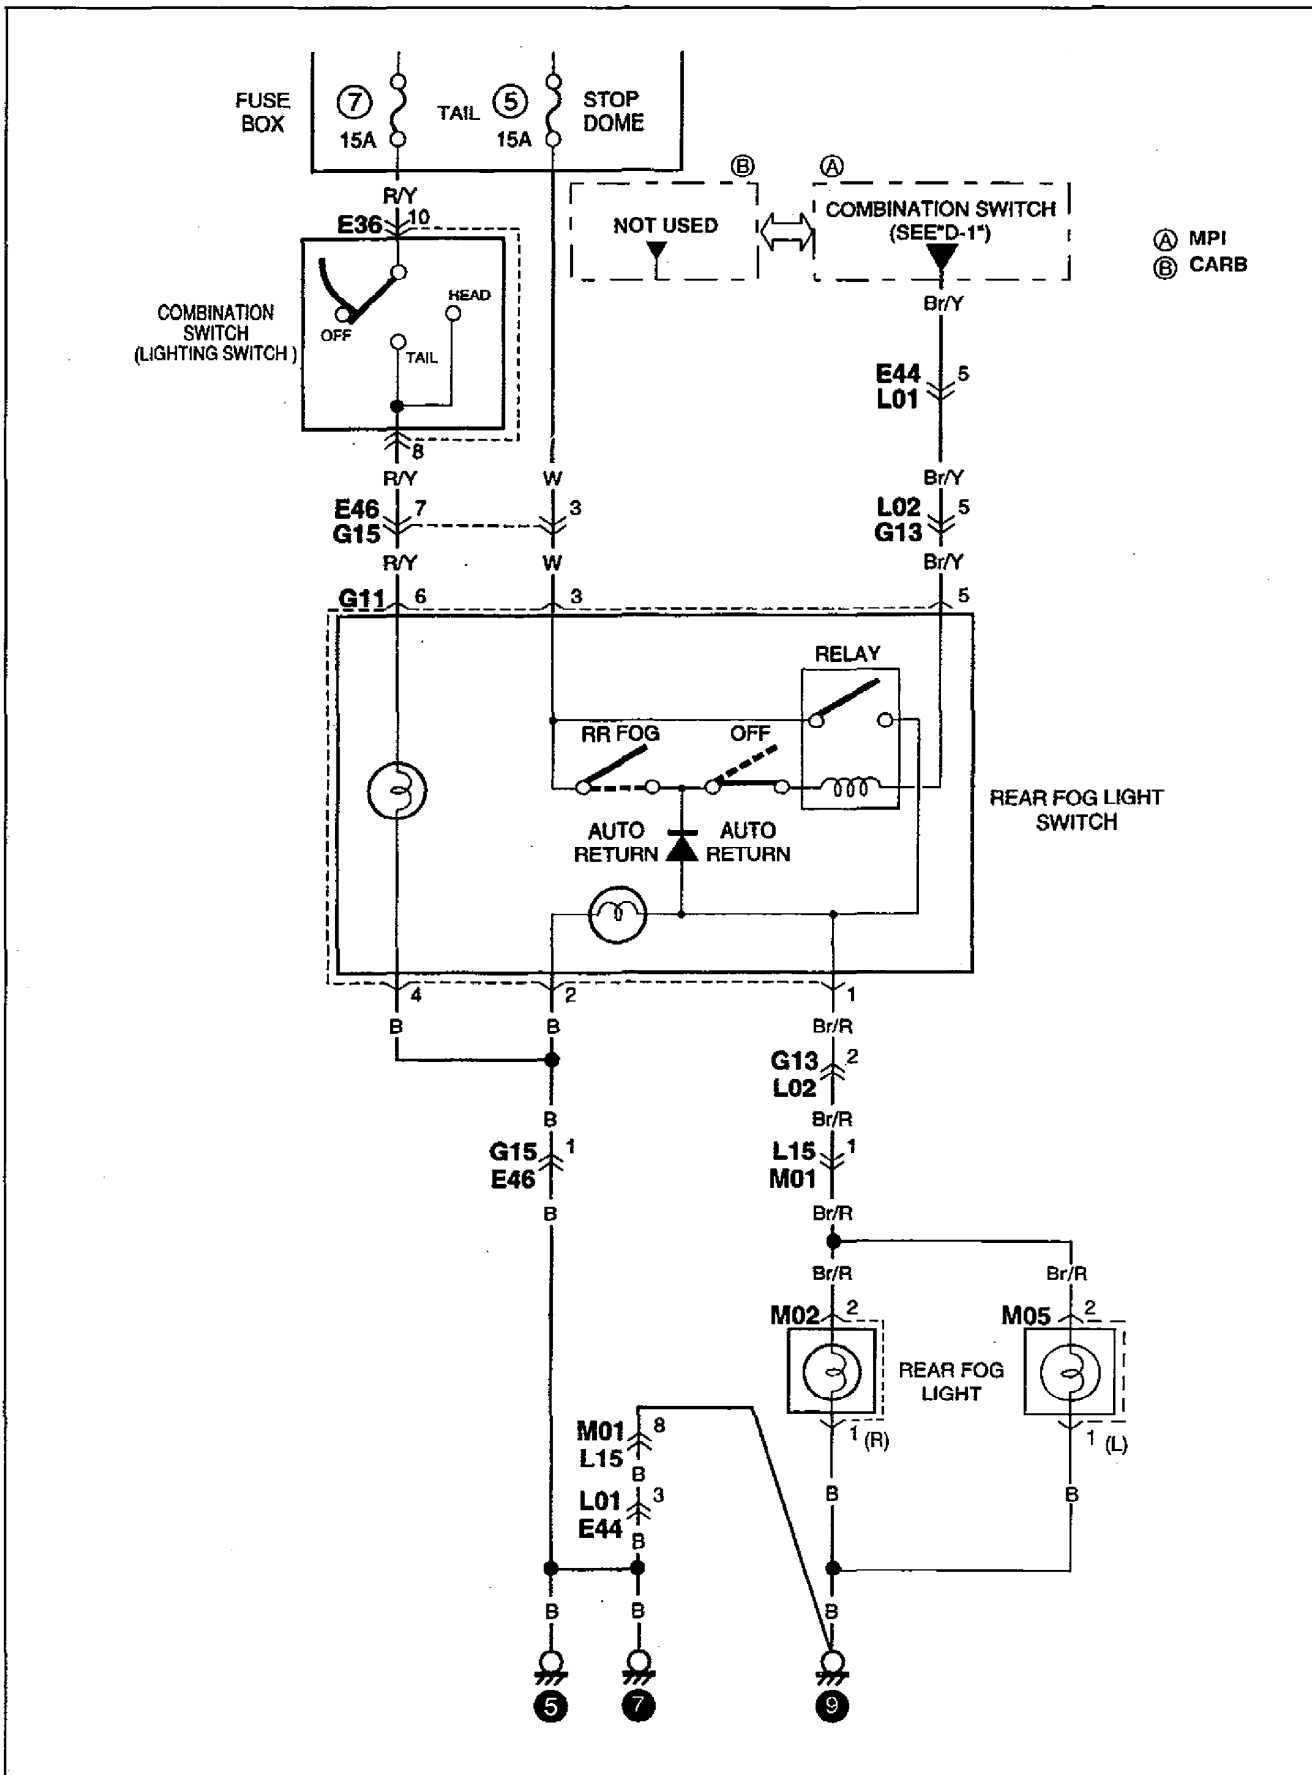 FUSE
BOX
7
15A
TAIL
5
15A
STOP
DOME
R/Y
E36
10
B
A
NOT USED
COMBINATION SWITCH
(SEE"D-1")
A MPI
B CARB
COMBINATION
SWITCH
(LIGHTING SWITCH)
OFF
HEAD
TAIL
Br/Y
E44
L01
5
8
R/Y
W
Br/Y
E46
G15
7
3
L02
G13
5
R/Y
W
Br/Y
G11
6
3
5
RELAY
RR FOG
OFF
AUTO
RETURN
AUTO
RETURN
REAR FOG LIGHT
SWITCH
4
2
1
B
B
Br/R
G13
L02
2
B
Br/R
G15
E46
1
L15
M01
1
B
Br/R
Br/R
Br/R
M02
2
M05
2
REAR FOG
LIGHT
1 (R)
1 (L)
M01
L15
8
B
B
B
L01
E44
3
B
B
B
B
5
7
9